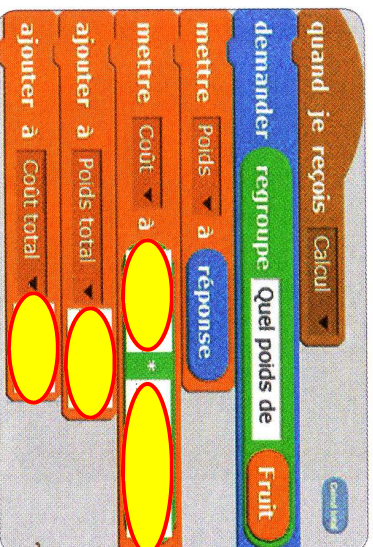 quand je reçois Calcul
demander regroupe Quel poids de Fruit
mettre Poids à réponse
mettre Coût à *
ajouter à Poids total
ajouter à Coût total